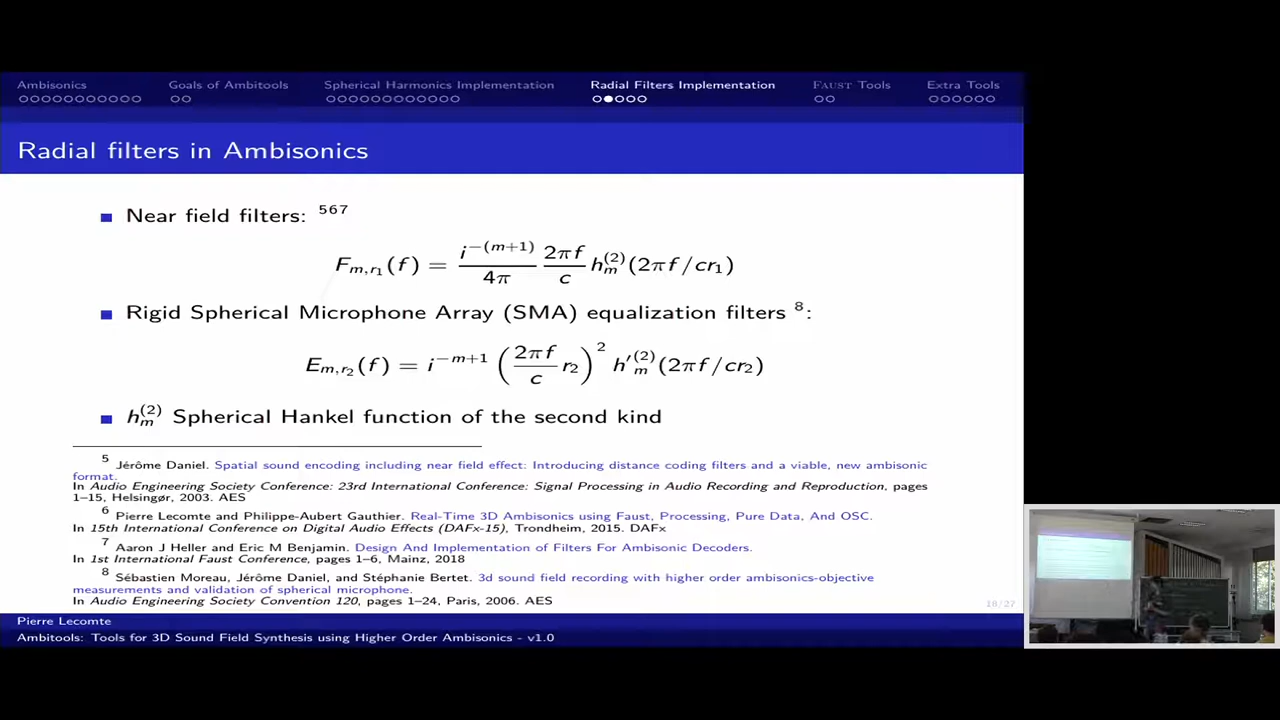 Ambisonics Goals of Ambitools Spherical Harmonics Implementation Radial Filters Implementation FAUST Tools Extra Tools
Radial filters in Ambisonics
Near field filters: 567
F_{m,r_1}(f) = \frac{i^{-(m+1)}}{4\pi} \frac{2\pi f}{c} h_m^{(2)}(2\pi f/cr_1)
Rigid Spherical Microphone Array (SMA) equalization filters 8:
E_{m,r_2}(f) = i^{-m+1} \left(\frac{2\pi f}{c} r_2\right)^2 h'^{(2)}_m(2\pi f/cr_2)
h_m^{(2)} Spherical Hankel function of the second kind
5 Jérôme Daniel. Spatial sound encoding including near field effect: Introducing distance coding filters and a viable, new ambisonic
format.
In Audio Engineering Society Conference: 23rd International Conference: Signal Processing in Audio Recording and Reproduction, pages
1–15, Helsingør, 2003. AES
6 Pierre Lecomte and Philippe-Aubert Gauthier. Real-Time 3D Ambisonics using Faust, Processing, Pure Data, And OSC.
In 15th International Conference on Digital Audio Effects (DAFx-15), Trondheim, 2015. DAFx
7 Aaron J Heller and Eric M Benjamin. Design And Implementation of Filters For Ambisonic Decoders.
In 1st International Faust Conference, pages 1–6, Mainz, 2018
8 Sébastien Moreau, Jérôme Daniel, and Stéphanie Bertet. 3d sound field recording with higher order ambisonics-objective
measurements and validation of spherical microphone.
In Audio Engineering Society Convention 120, pages 1–24, Paris, 2006. AES
18/27
Pierre Lecomte
Ambitools: Tools for 3D Sound Field Synthesis using Higher Order Ambisonics - v1.0